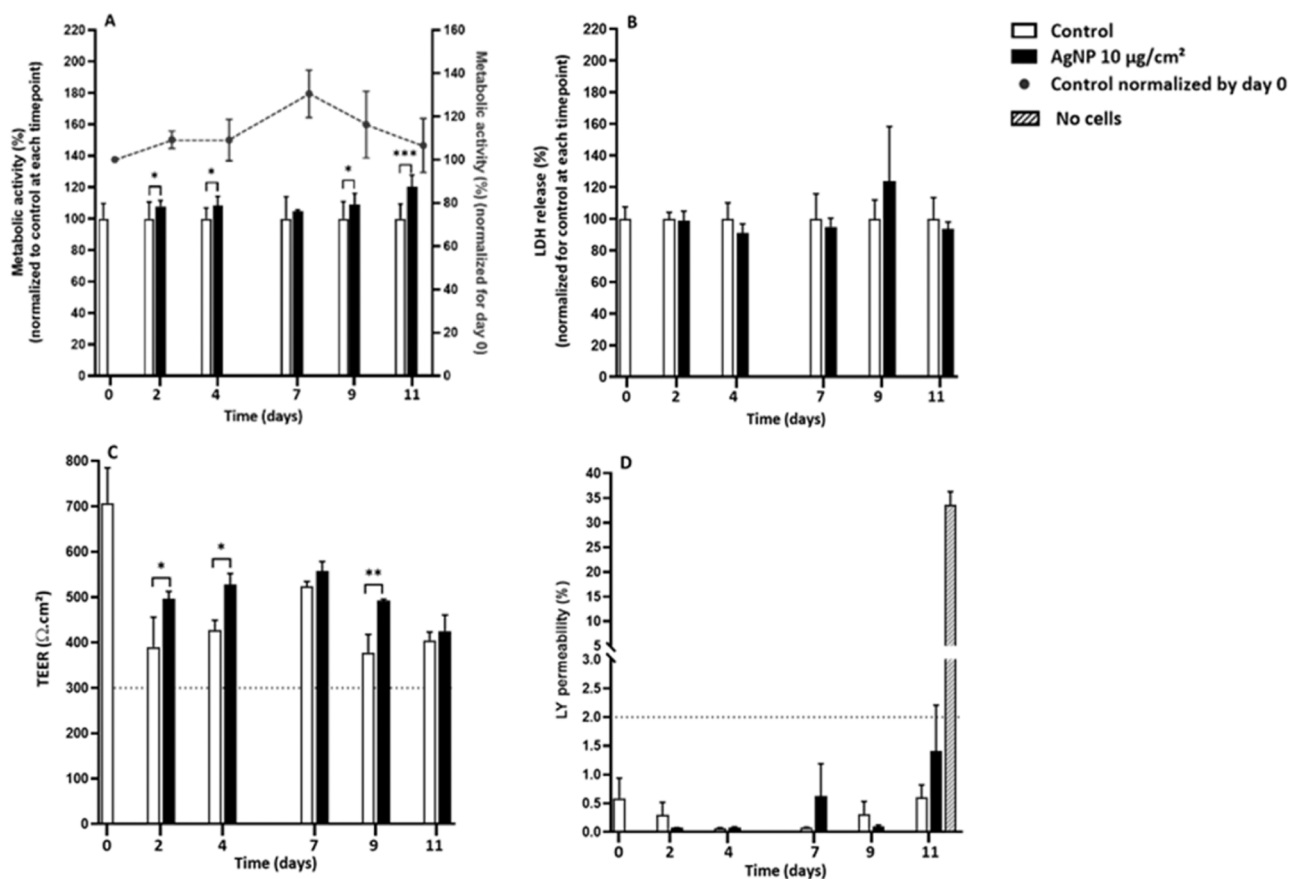 A
Metabolic activity (%)
(normalized to control at each timepoint)
220
200
180
160
140
120
100
80
60
40
20
0
*
*
*
***
160
140
120
100
80
60
40
20
0
Metabolic activity (%) (normalized for day 0)
0 2 4 7 9 11
Time (days)
B
LDH release (%)
(normalized for control at each timepoint)
220
200
180
160
140
120
100
80
60
40
20
0
0 2 4 7 9 11
Time (days)
Control
AgNP 10 µg/cm²
Control normalized by day 0
No cells
C
TEER (Ω.cm²)
800
700
600
500
400
300
200
100
0
*
*
**
0 2 4 7 9 11
Time (days)
D
LY permeability (%)
40
35
30
25
20
15
10
5
3.0
2.5
2.0
1.5
1.0
0.5
0.0
0 2 4 7 9 11
Time (days)